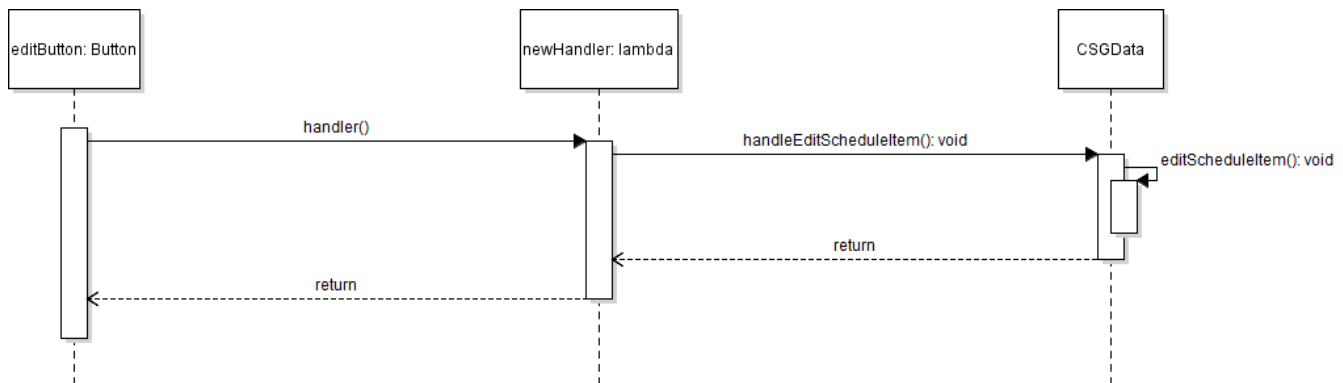 editButton: Button
newHandler: lambda
CSGData
handler()
handleEditScheduleItem(): void
editScheduleItem(): void
return
return